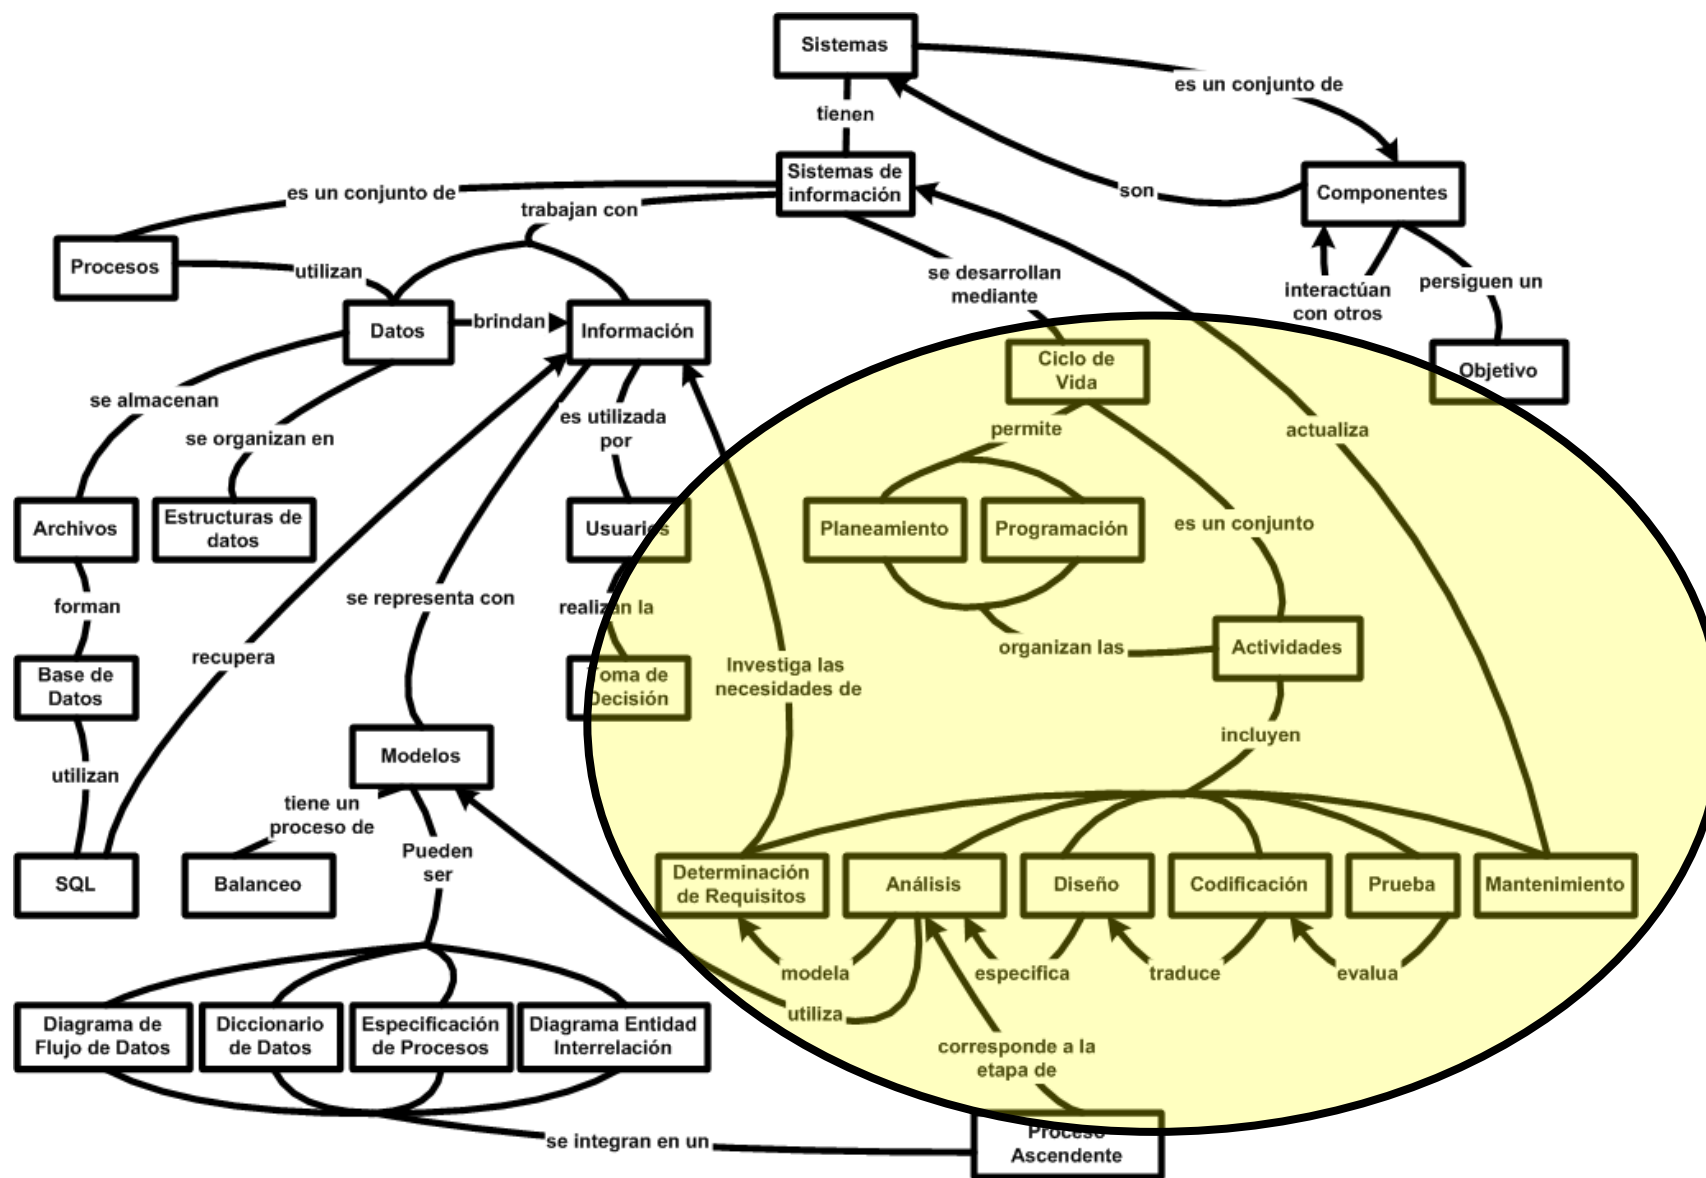 Sistemas
es un conjunto de
tienen
Sistemas de
información
Componentes
son
es un conjunto de
trabajan con
Procesos
utilizan
se desarrollan
mediante
interactúan
con otros
persiguen un
Datos
brindan
Información
Ciclo de
Vida
Objetivo
se almacenan
se organizan en
es utilizada
por
permite
actualiza
Archivos
Estructuras de
datos
Usuarios
Planeamiento
Programación
es un conjunto
forman
se representa con
realizan la
organizan las
Actividades
recupera
Investiga las
necesidades de
Base de
Datos
Toma de
Decisión
incluyen
Modelos
utilizan
tiene un
proceso de
Pueden
ser
SQL
Balanceo
Determinación
de Requisitos
Análisis
Diseño
Codificación
Prueba
Mantenimiento
modela
especifica
traduce
evalua
utiliza
Diagrama de
Flujo de Datos
Diccionario
de Datos
Especificación
de Procesos
Diagrama Entidad
Interrelación
corresponde a la
etapa de
se integran en un
Proceso
Ascendente